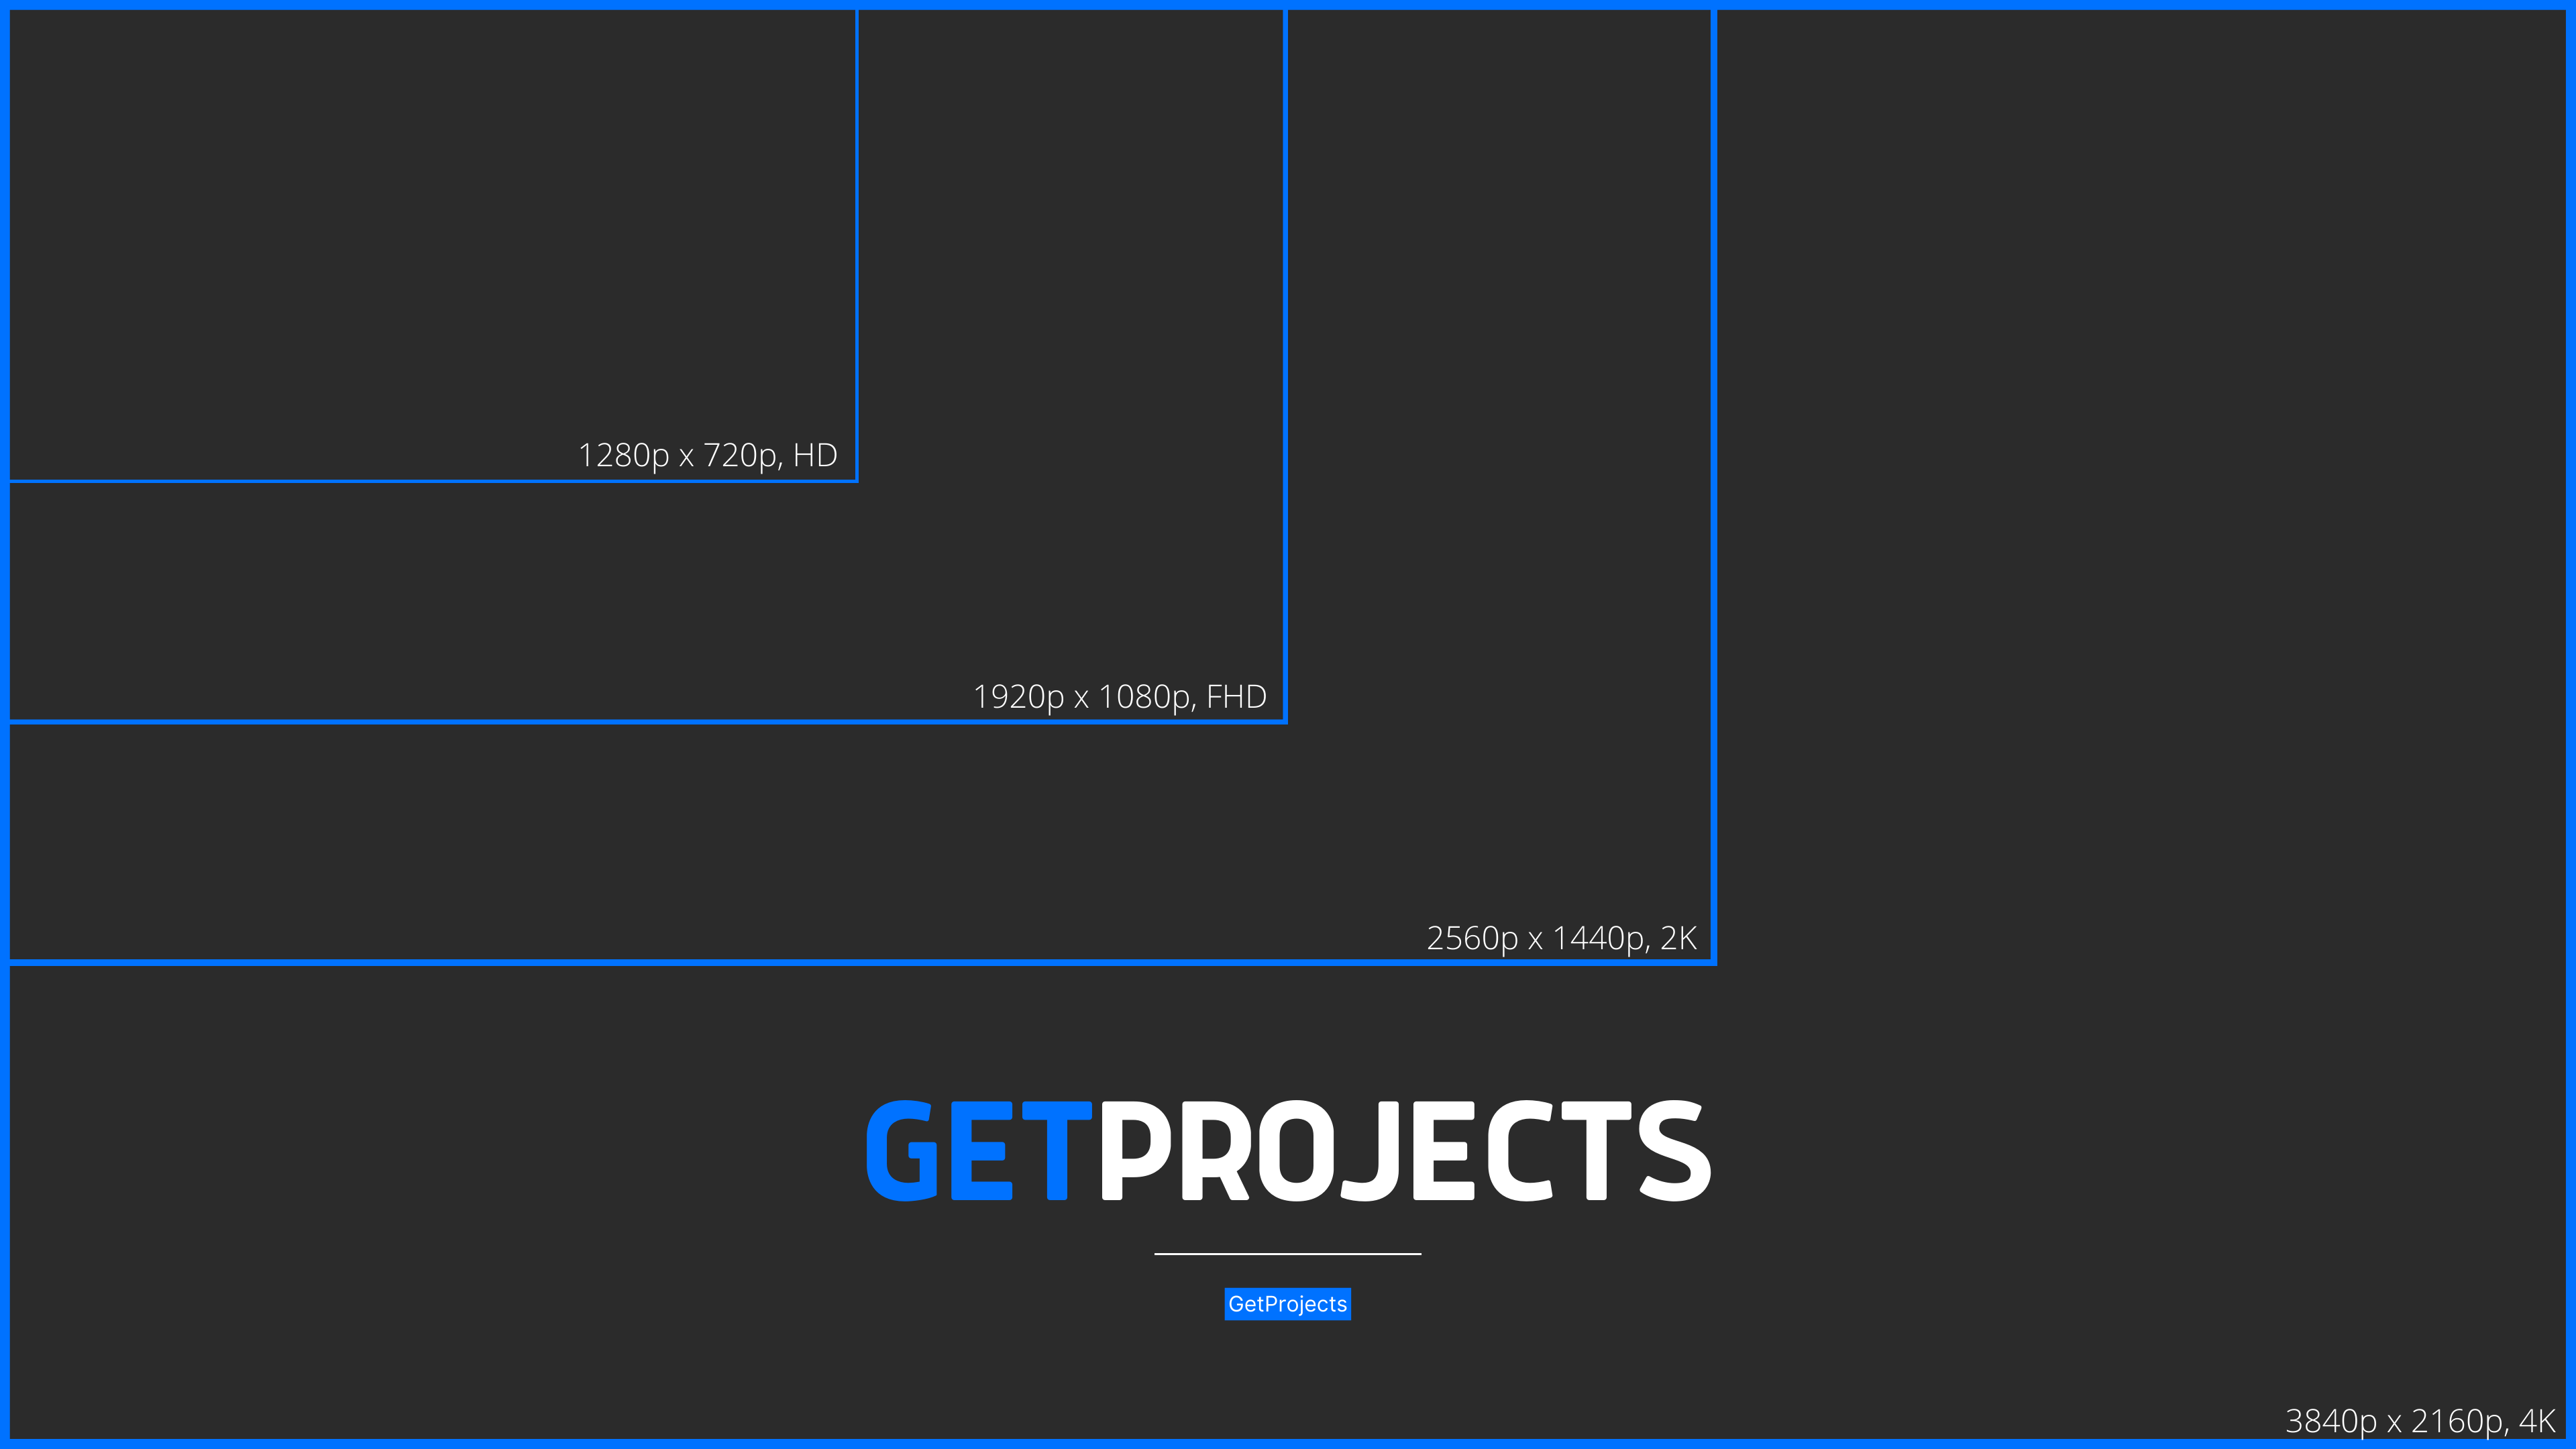 1280p x 720p, HD
1920p x 1080p, FHD
2560p x 1440p, 2K
GETPROJECTS
GetProjects
3840p x 2160p, 4K